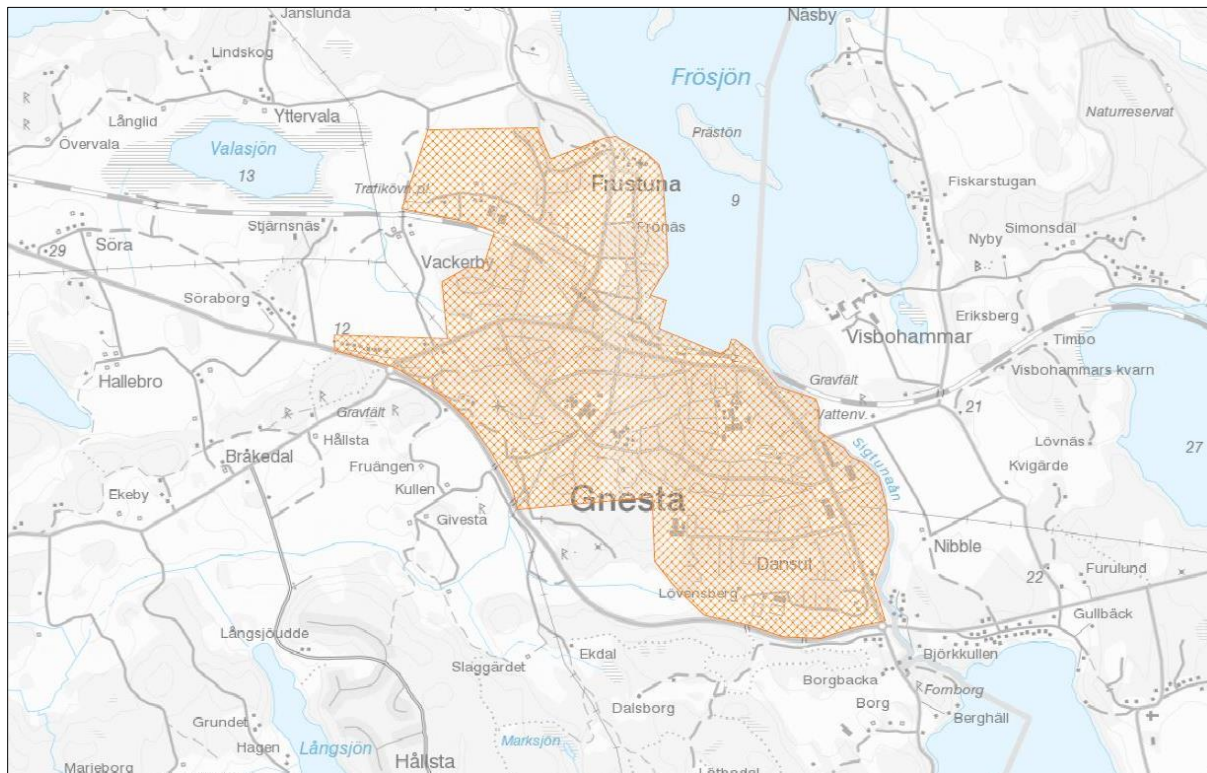 Janslunda
Näsby
Lindskog
Frösjön
Långlid
Yttervala
Prästön
Naturreservat
Övervala
Valasjön
13
Trafikövn.pl
Frustuna
9
Fiskarstugan
Stjärnsnäs
Frönäs
Simonsdal
Söra
29
Nyby
Vackerby
Söraborg
Eriksberg
12
Visbohammar
Timbo
Hallebro
Gravfält
Visbohammars kvarn
Gravfält
Vattenv.
21
Hållsta
Lövnäs
Bråkedal
Sigtunaån
27
Fruängen
Kvigärde
Ekeby
Kullen
Gnesta
Givesta
Nibble
Dansut
22
Furulund
Lövensberg
Gullbäck
Långsjöudde
Ekdal
Björkkullen
Slaggärdet
Borgbacka
Fornborg
Dalsborg
Borg
Berghäll
Grundet
Marksjön
Hagen
Långsjön
Hållsta
Marieborg